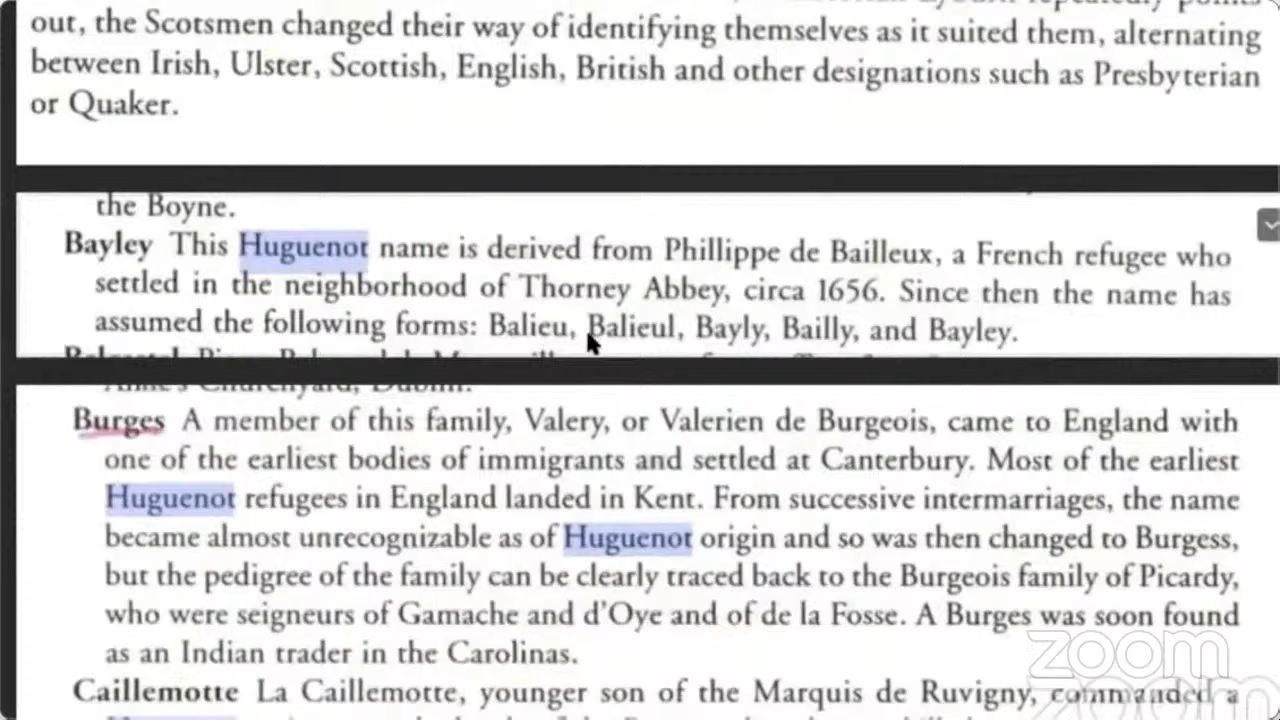 out, the Scotsmen changed their way of identifying themselves as it suited them, alternating
between Irish, Ulster, Scottish, English, British and other designations such as Presbyterian
or Quaker.
the Boyne.
Bayley This Huguenot name is derived from Phillippe de Bailleux, a French refugee who
settled in the neighborhood of Thorney Abbey, circa 1656. Since then the name has
assumed the following forms: Balieu, Balieul, Bayly, Bailly, and Bayley.
Anne's Churchyard, Dublin.
Burges A member of this family, Valery, or Valerien de Burgeois, came to England with
one of the earliest bodies of immigrants and settled at Canterbury. Most of the earliest
Huguenot refugees in England landed in Kent. From successive intermarriages, the name
became almost unrecognizable as of Huguenot origin and so was then changed to Burgess,
but the pedigree of the family can be clearly traced back to the Burgeois family of Picardy,
who were seigneurs of Gamache and d'Oye and of de la Fosse. A Burges was soon found
as an Indian trader in the Carolinas.
Caillemotte La Caillemotte, younger son of the Marquis de Ruvigny, commanded a
zoom
zoom